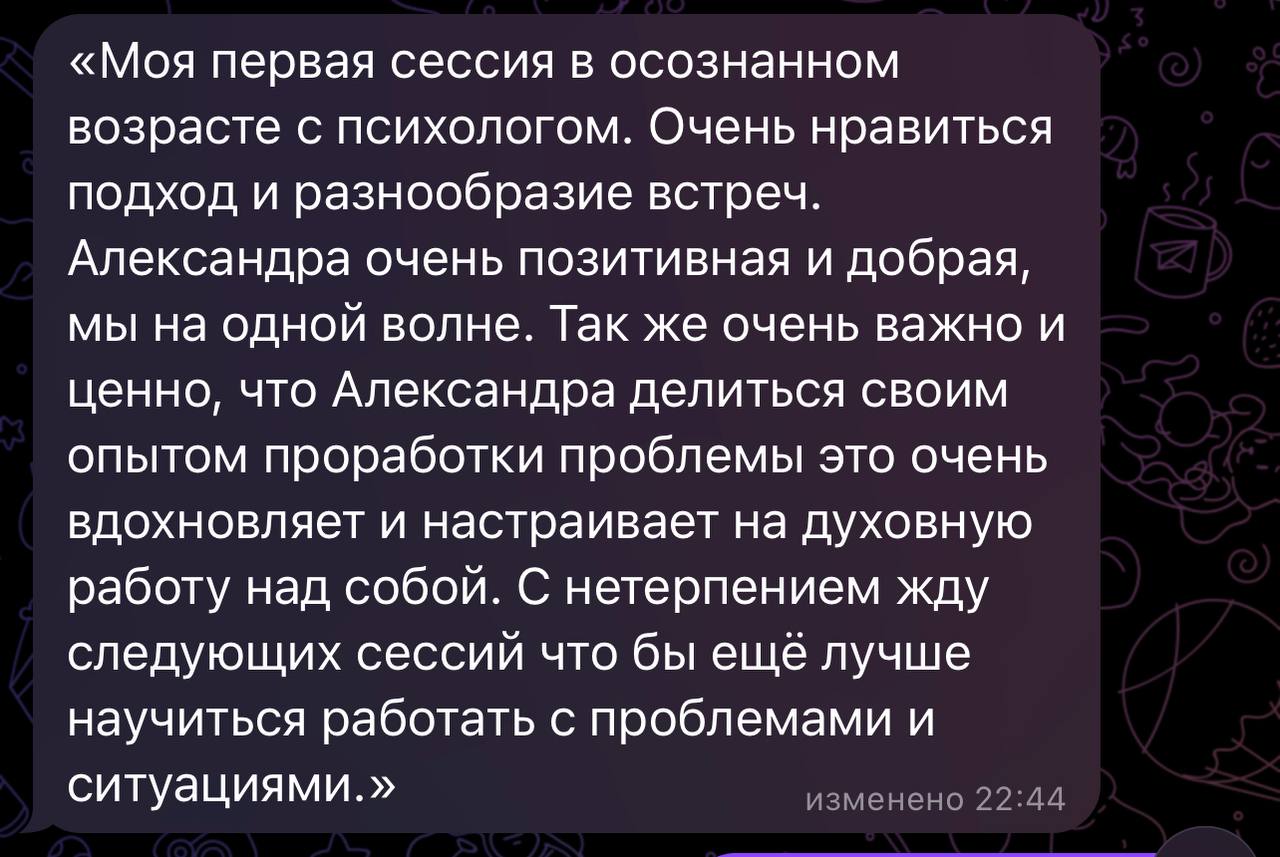 «Моя первая сессия в осознанном
возрасте с психологом. Очень нравиться
подход и разнообразие встреч.
Александра очень позитивная и добрая,
мы на одной волне. Так же очень важно и
ценно, что Александра делиться своим
опытом проработки проблемы это очень
вдохновляет и настраивает на духовную
работу над собой. С нетерпением жду
следующих сессий что бы ещё лучше
научиться работать с проблемами и
ситуациями.»
изменено 22:44